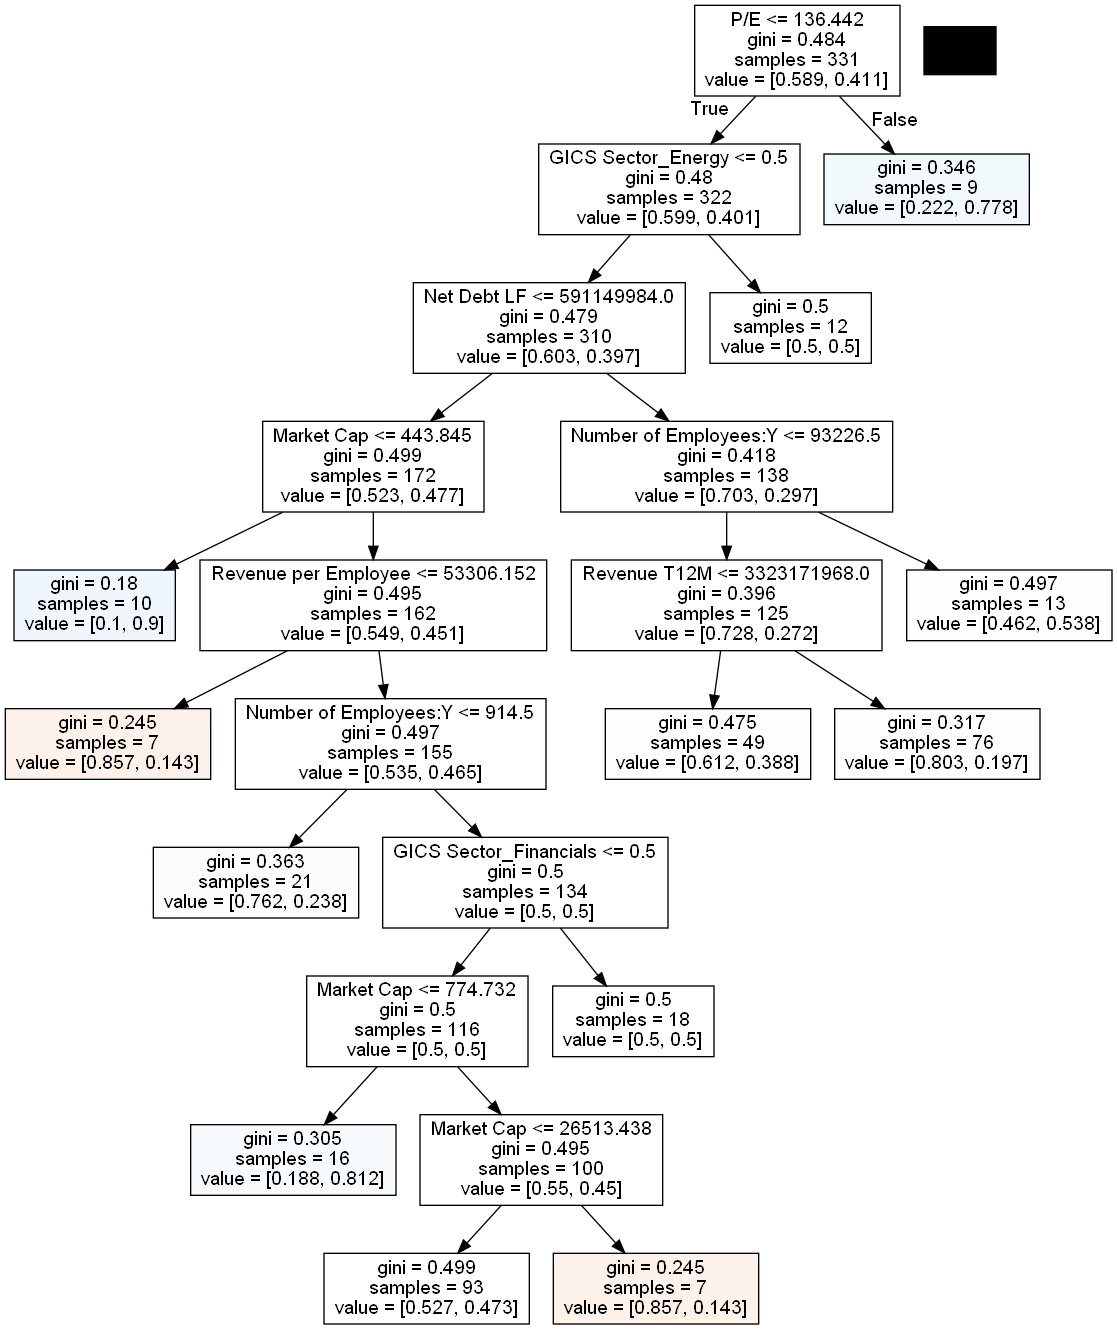 P/E <= 136.442
gini = 0.484
samples = 331
value = [0.589, 0.411]
True
False
GICS Sector_Energy <= 0.5
gini = 0.48
samples = 322
value = [0.599, 0.401]
gini = 0.346
samples = 9
value = [0.222, 0.778]
Net Debt LF <= 591149984.0
gini = 0.479
samples = 310
value = [0.603, 0.397]
gini = 0.5
samples = 12
value = [0.5, 0.5]
Market Cap <= 443.845
gini = 0.499
samples = 172
value = [0.523, 0.477]
Number of Employees:Y <= 93226.5
gini = 0.418
samples = 138
value = [0.703, 0.297]
gini = 0.18
samples = 10
value = [0.1, 0.9]
Revenue per Employee <= 53306.152
gini = 0.495
samples = 162
value = [0.549, 0.451]
Revenue T12M <= 3323171968.0
gini = 0.396
samples = 125
value = [0.728, 0.272]
gini = 0.497
samples = 13
value = [0.462, 0.538]
gini = 0.245
samples = 7
value = [0.857, 0.143]
Number of Employees:Y <= 914.5
gini = 0.497
samples = 155
value = [0.535, 0.465]
gini = 0.475
samples = 49
value = [0.612, 0.388]
gini = 0.317
samples = 76
value = [0.803, 0.197]
gini = 0.363
samples = 21
value = [0.762, 0.238]
GICS Sector_Financials <= 0.5
gini = 0.5
samples = 134
value = [0.5, 0.5]
Market Cap <= 774.732
gini = 0.5
samples = 116
value = [0.5, 0.5]
gini = 0.5
samples = 18
value = [0.5, 0.5]
gini = 0.305
samples = 16
value = [0.188, 0.812]
Market Cap <= 26513.438
gini = 0.495
samples = 100
value = [0.55, 0.45]
gini = 0.499
samples = 93
value = [0.527, 0.473]
gini = 0.245
samples = 7
value = [0.857, 0.143]